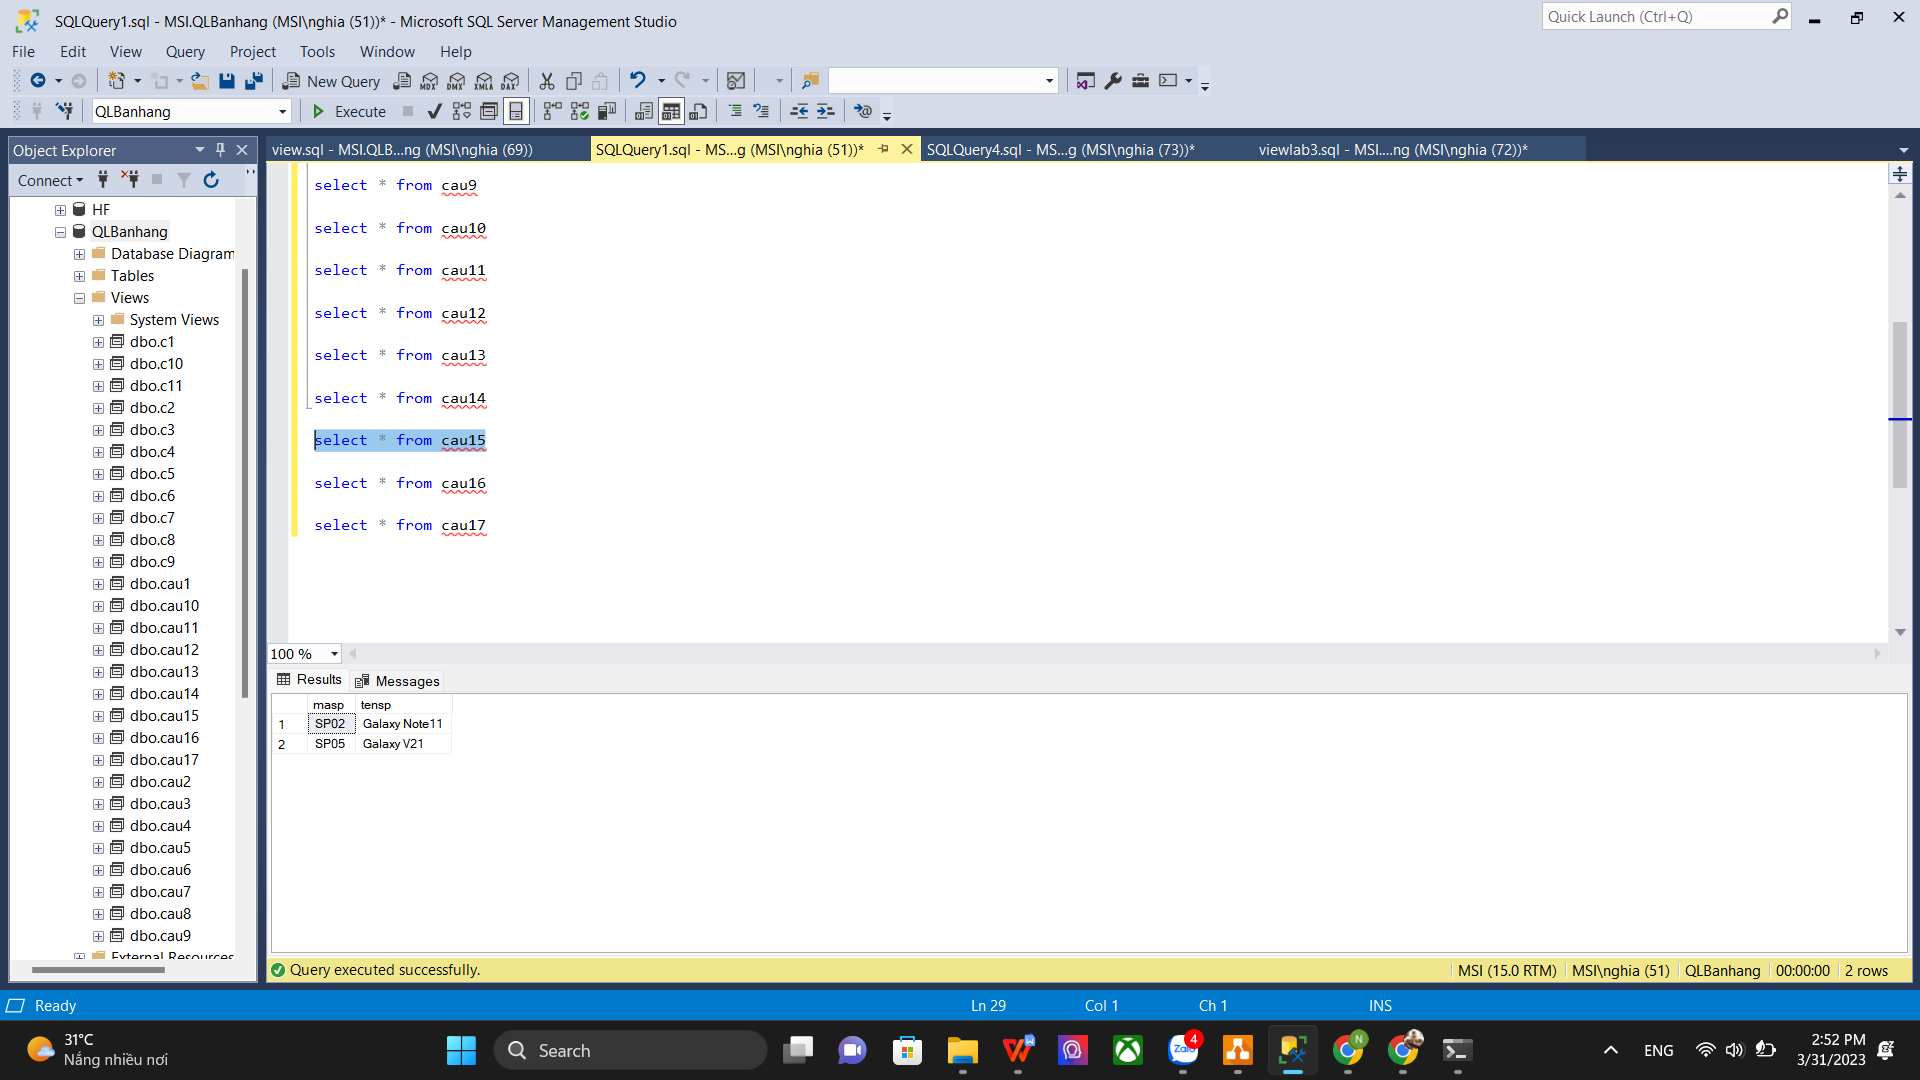 SQLQuery1.sql - MSI.QLBanhang (MSI\nghia (51))* - Microsoft SQL Server Management Studio
Quick Launch (Ctrl+Q)
File Edit View Query Project Tools Window Help
New Query MDX DMX XMLA DAX
QLBanhang Execute
Object Explorer
view.sql - MSI.QLB...ng (MSI\nghia (69)) SQLQuery1.sql - MS...g (MSI\nghia (51))* SQLQuery4.sql - MS...g (MSI\nghia (73))* viewlab3.sql - MSI....ng (MSI\nghia (72))*
Connect
HF
QLBanhang
Database Diagram
Tables
Views
System Views
dbo.c1
dbo.c10
dbo.c11
dbo.c2
dbo.c3
dbo.c4
dbo.c5
dbo.c6
dbo.c7
dbo.c8
dbo.c9
dbo.cau1
dbo.cau10
dbo.cau11
dbo.cau12
dbo.cau13
dbo.cau14
dbo.cau15
dbo.cau16
dbo.cau17
dbo.cau2
dbo.cau3
dbo.cau4
dbo.cau5
dbo.cau6
dbo.cau7
dbo.cau8
dbo.cau9
External Resources
select * from cau9
select * from cau10
select * from cau11
select * from cau12
select * from cau13
select * from cau14
select * from cau15
select * from cau16
select * from cau17
100 %
Results Messages
masp tensp
1 SP02 Galaxy Note11
2 SP05 Galaxy V21
Query executed successfully. MSI (15.0 RTM) MSI\nghia (51) QLBanhang 00:00:00 2 rows
Ready Ln 29 Col 1 Ch 1 INS
31°C
Nắng nhiều nơi
Search
Zalo
4
N
ENG
2:52 PM
3/31/2023